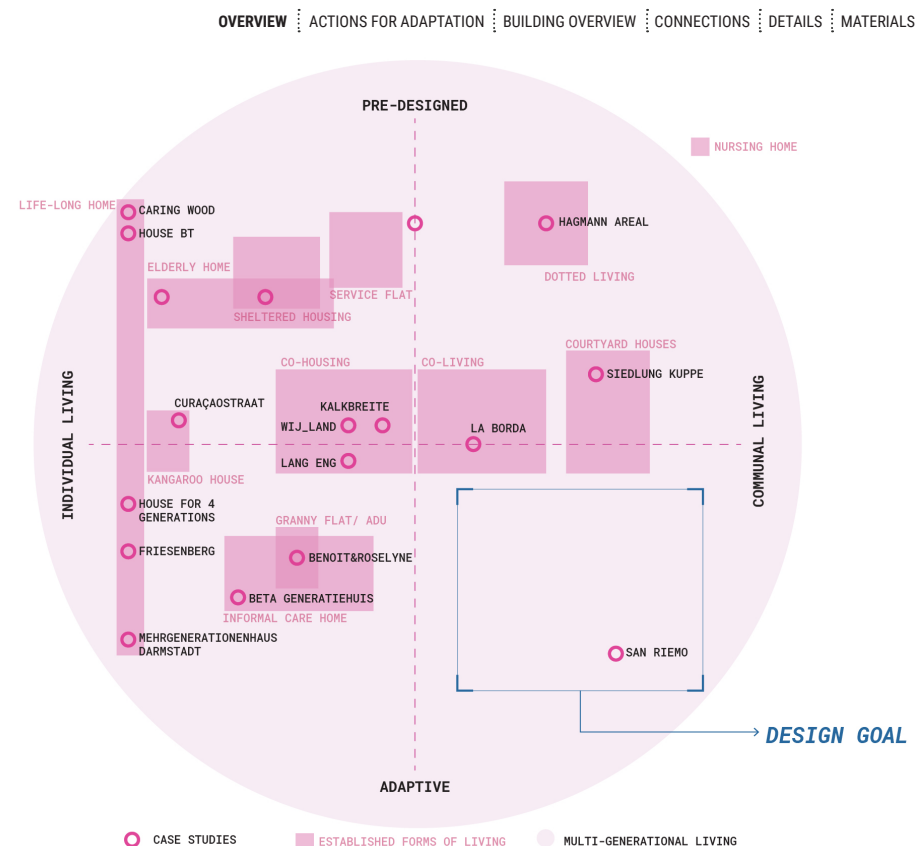 OVERVIEW ACTIONS FOR ADAPTATION BUILDING OVERVIEW CONNECTIONS DETAILS MATERIALS
PRE-DESIGNED
NURSING HOME
LIFE-LONG HOME
CARING WOOD
HOUSE BT
HAGMANN AREAL
ELDERLY HOME
DOTTED LIVING
SERVICE FLAT
SHELTERED HOUSING
COURTYARD HOUSES
CO-HOUSING
CO-LIVING
SIEDLUNG KUPPE
CURAÇAOSTRAAT
KALKBREITE
WIJ_LAND
LA BORDA
LANG ENG
INDIVIDUAL LIVING
COMMUNAL LIVING
KANGAROO HOUSE
HOUSE FOR 4
GENERATIONS
GRANNY FLAT/ ADU
FRIESENBERG
BENOIT&ROSELYNE
BETA GENERATIEHUIS
INFORMAL CARE HOME
MEHRGENERATIONENHAUS
DARMSTADT
SAN RIEMO
DESIGN GOAL
ADAPTIVE
CASE STUDIES
ESTABLISHED FORMS OF LIVING
MULTI-GENERATIONAL LIVING